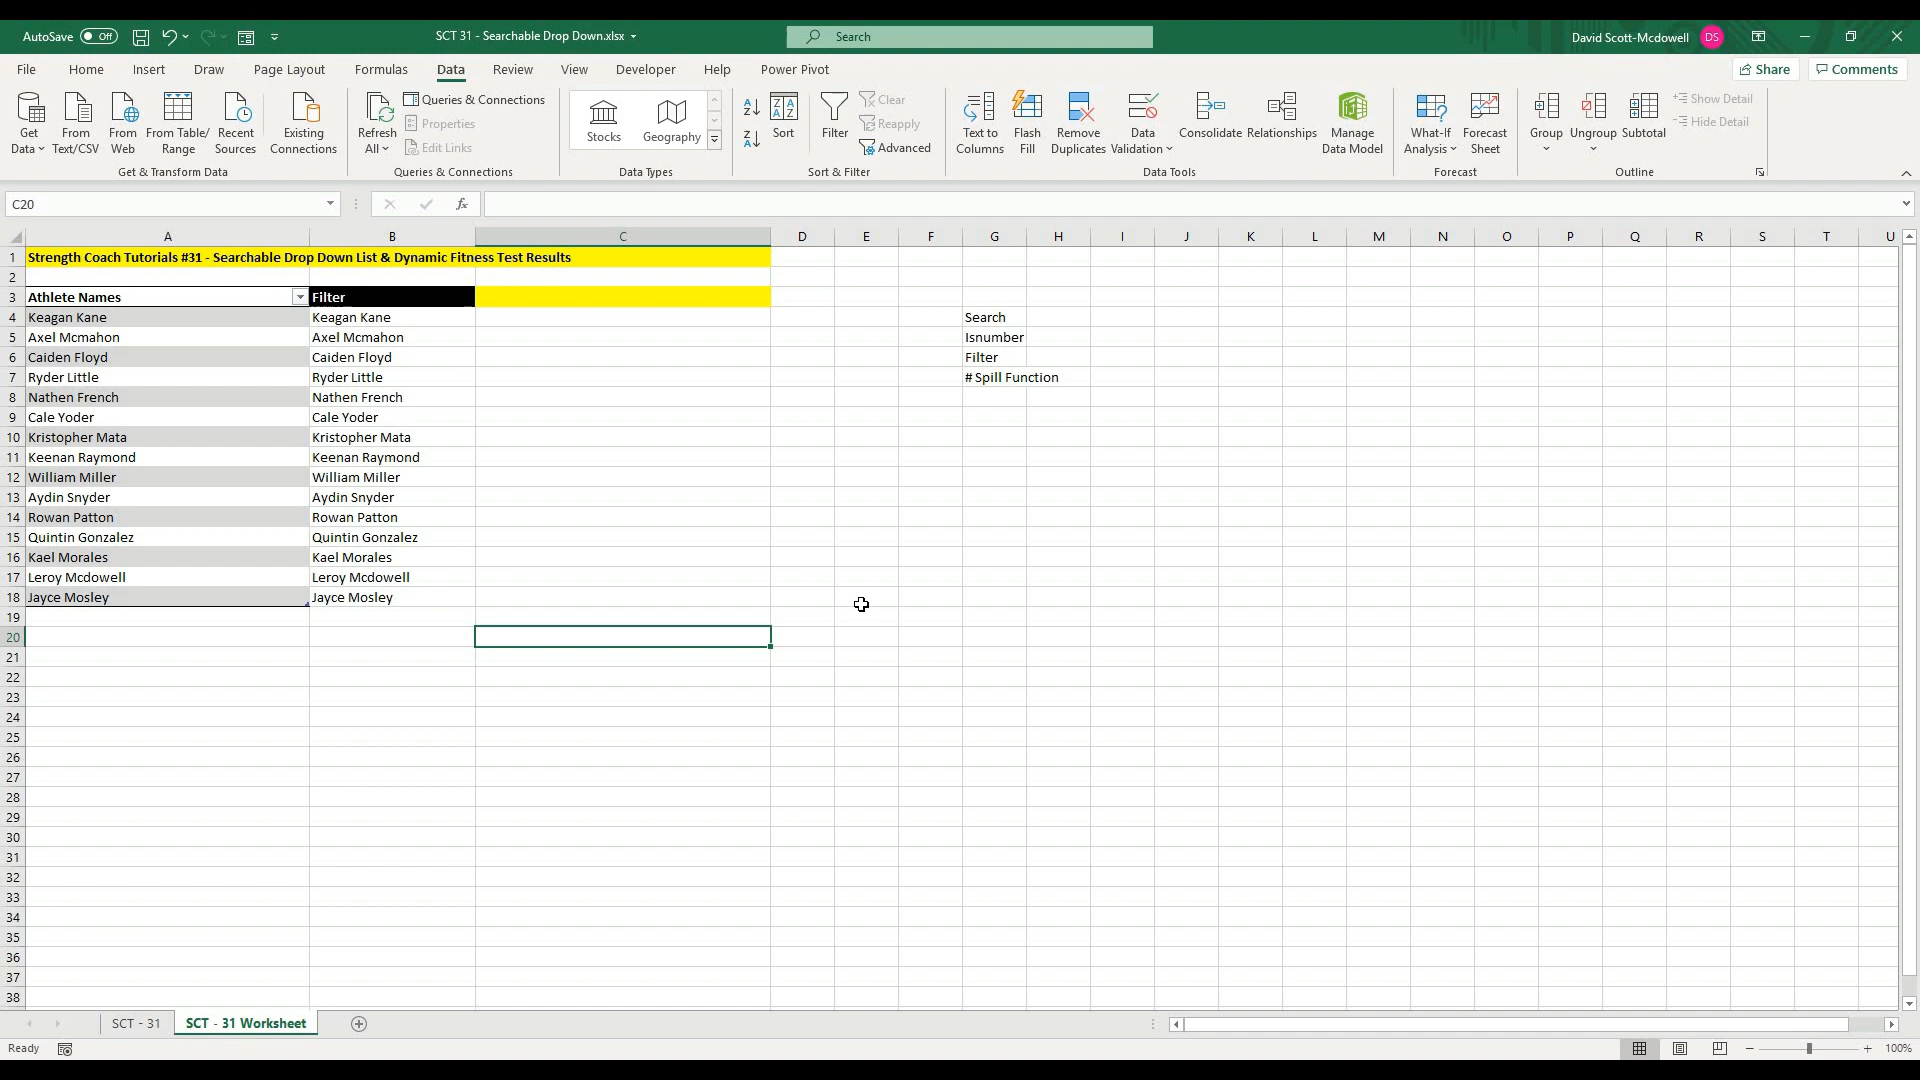 AutoSave Off SCT 31 - Searchable Drop Down.xlsx Search David Scott-Mcdowell DS
File Home Insert Draw Page Layout Formulas Data Review View Developer Help Power Pivot Share Comments
Get Data From Text/CSV From Web From Table/ Range Recent Sources Existing Connections
Get & Transform Data
Refresh All Queries & Connections Properties Edit Links
Queries & Connections
Stocks Geography
Data Types
Sort Filter Clear Reapply Advanced
Sort & Filter
Text to Columns Flash Fill Remove Duplicates Data Validation Consolidate Relationships Manage Data Model
Data Tools
What-If Analysis Forecast Sheet
Forecast
Group Ungroup Subtotal Show Detail Hide Detail
Outline
C20 fx
A B C D E F G H I J K L M N O P Q R S T U
1 Strength Coach Tutorials #31 - Searchable Drop Down List & Dynamic Fitness Test Results
2
3 Athlete Names Filter
4 Keagan Kane Keagan Kane Search
5 Axel Mcmahon Axel Mcmahon Isnumber
6 Caiden Floyd Caiden Floyd Filter
7 Ryder Little Ryder Little # Spill Function
8 Nathen French Nathen French
9 Cale Yoder Cale Yoder
10 Kristopher Mata Kristopher Mata
11 Keenan Raymond Keenan Raymond
12 William Miller William Miller
13 Aydin Snyder Aydin Snyder
14 Rowan Patton Rowan Patton
15 Quintin Gonzalez Quintin Gonzalez
16 Kael Morales Kael Morales
17 Leroy Mcdowell Leroy Mcdowell
18 Jayce Mosley Jayce Mosley
19
20
21
22
23
24
25
26
27
28
29
30
31
32
33
34
35
36
37
38
SCT - 31 SCT - 31 Worksheet
Ready 100%